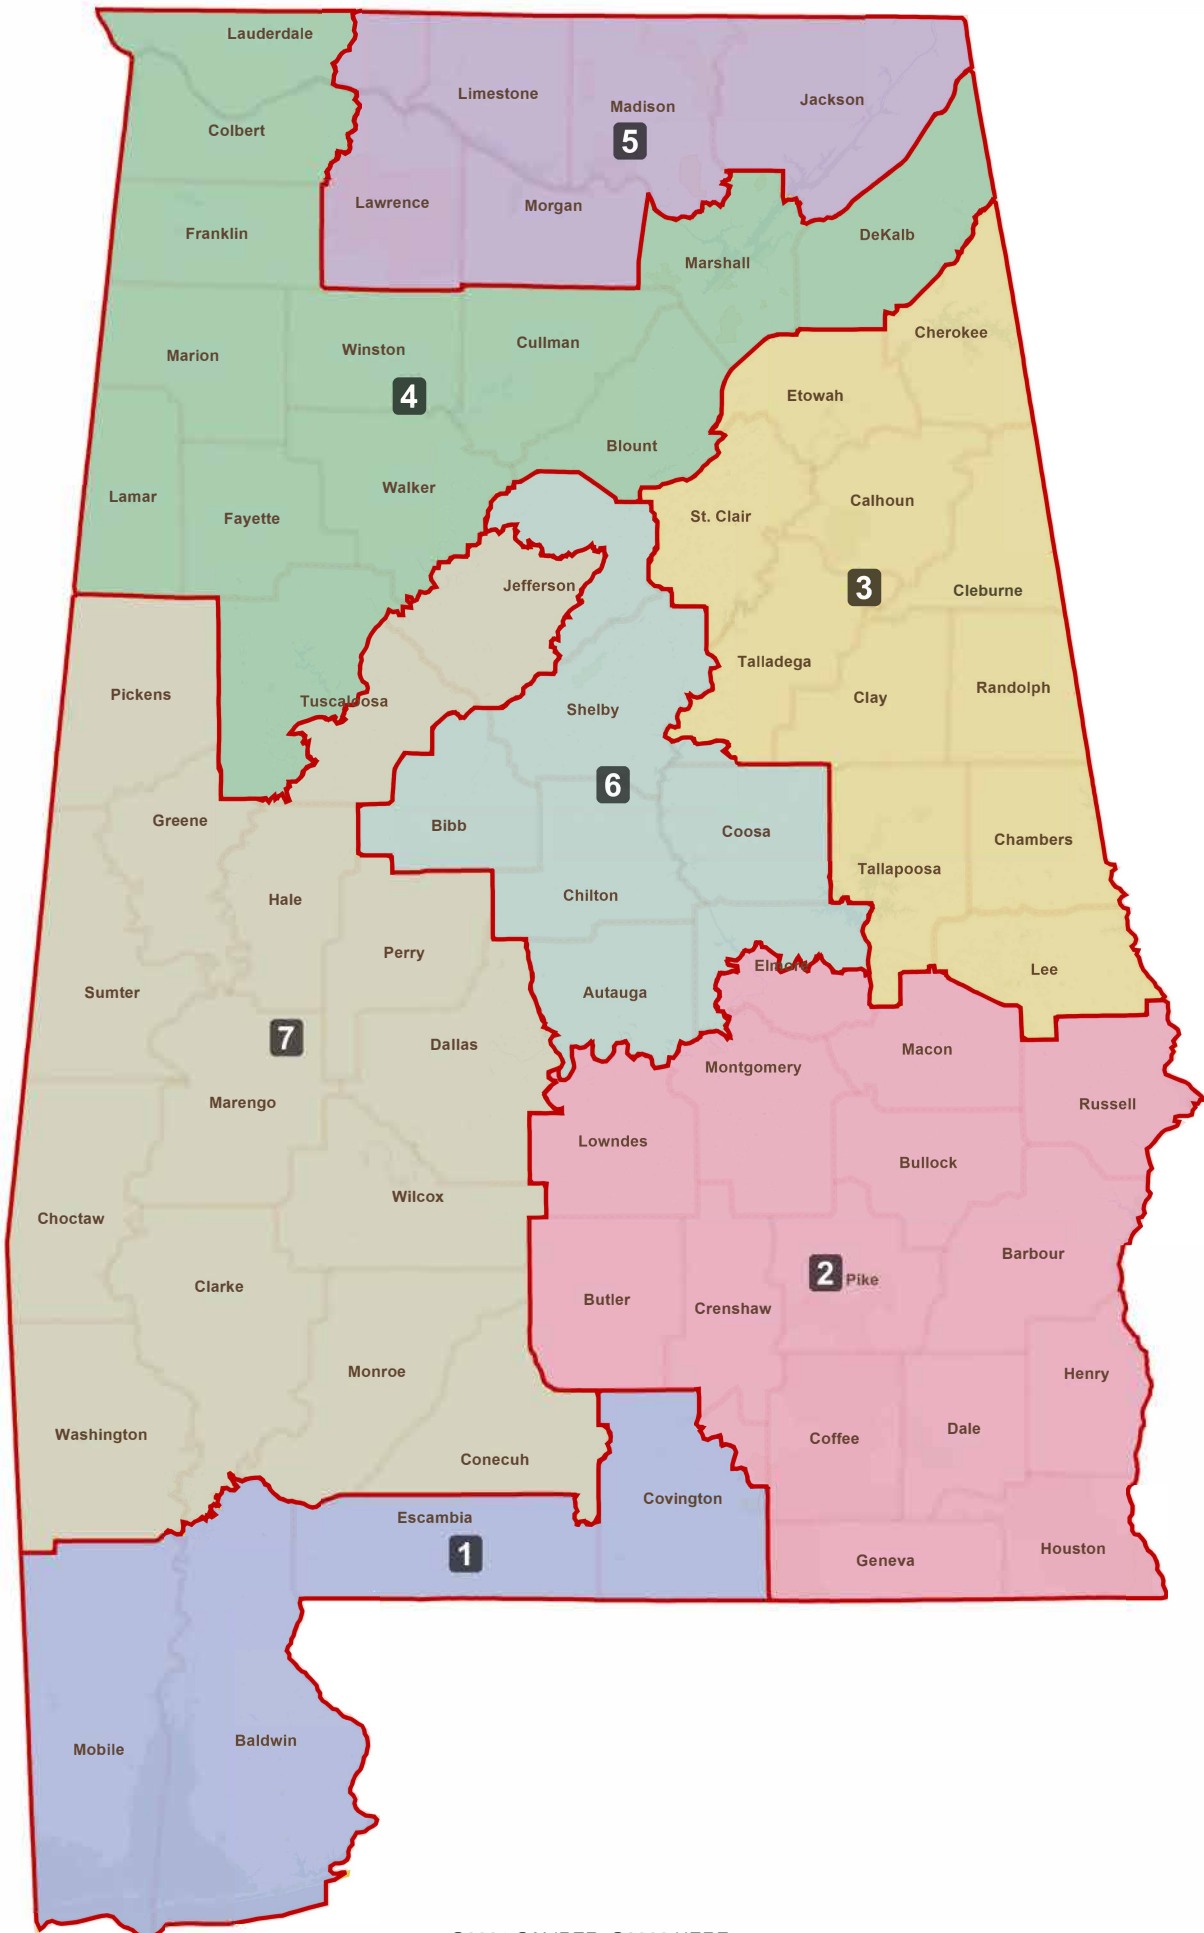 Lauderdale
Limestone
Madison
Jackson
Colbert
5
Lawrence
Morgan
Franklin
DeKalb
Marshall
Cherokee
Marion
Winston
Cullman
4
Etowah
Blount
Lamar
Walker
Fayette
St. Clair
Calhoun
Jefferson
3
Cleburne
Talladega
Pickens
Tuscaloosa
Shelby
Clay
Randolph
6
Greene
Bibb
Coosa
Chambers
Tallapoosa
Hale
Chilton
Perry
Elmore
Lee
Sumter
Autauga
7
Dallas
Montgomery
Macon
Marengo
Russell
Lowndes
Bullock
Wilcox
Choctaw
Barbour
Clarke
2
Pike
Butler
Crenshaw
Monroe
Henry
Washington
Coffee
Dale
Conecuh
Covington
Escambia
1
Geneva
Houston
Mobile
Baldwin